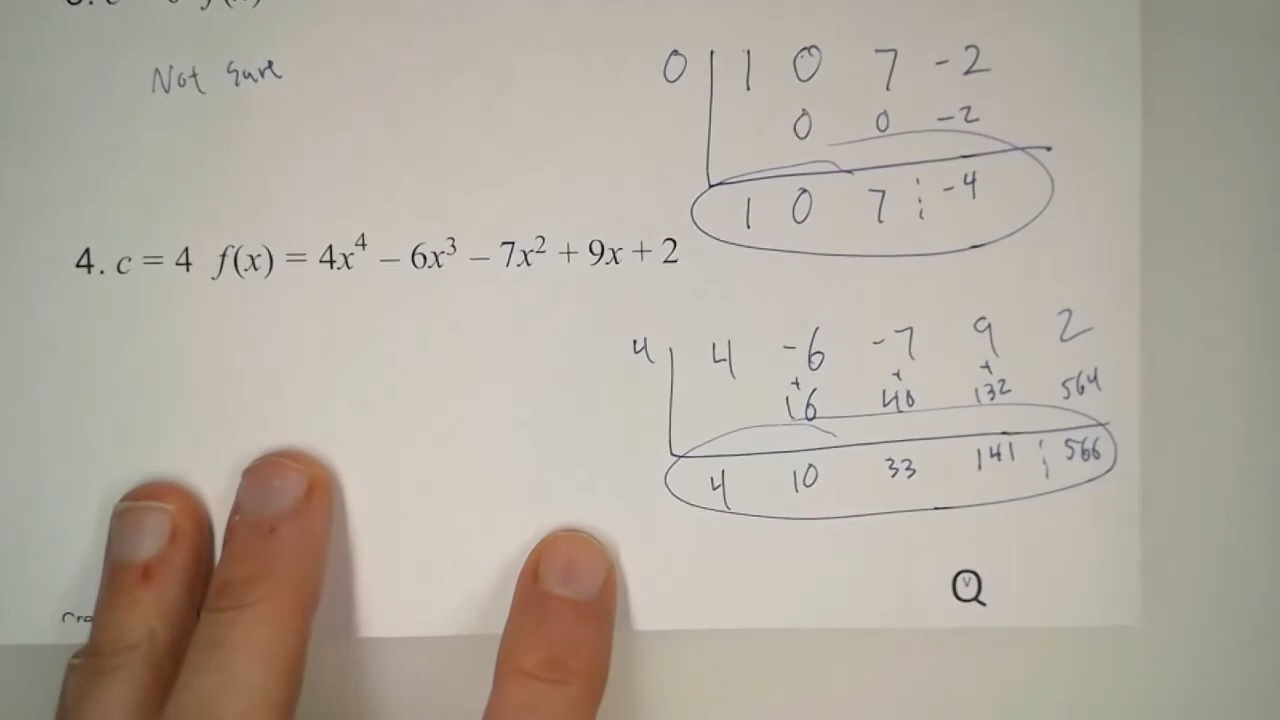 Not Sure
0 1 0 7 -2
0 0 -2
1 0 7 -4
4. c = 4 f(x) = 4x⁴ – 6x³ – 7x² + 9x + 2
4 4 -6 -7 9 2
+ + +
16 40 132 564
4 10 33 141 566
Q